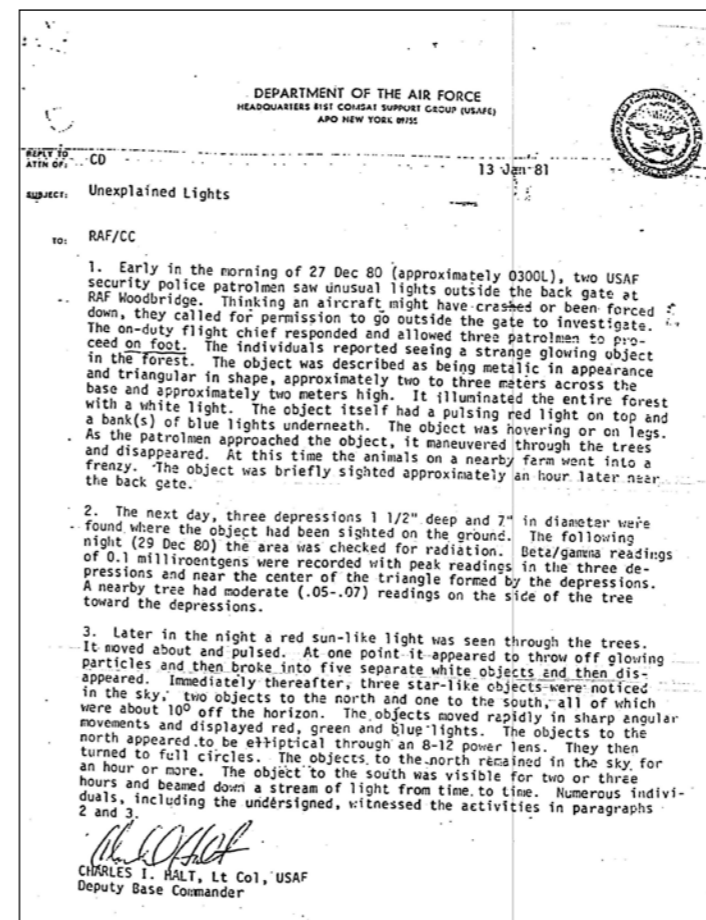 DEPARTMENT OF THE AIR FORCE
HEADQUARTERS 81ST COMBAT SUPPORT GROUP (USAFE)
APO NEW YORK 09755
REPLY TO
ATTN OF: CD
13 Jan 81
SUBJECT: Unexplained Lights
TO: RAF/CC
1. Early in the morning of 27 Dec 80 (approximately 0300L), two USAF
security police patrolmen saw unusual lights outside the back gate at
RAF Woodbridge. Thinking an aircraft might have crashed or been forced
down, they called for permission to go outside the gate to investigate.
The on-duty flight chief responded and allowed three patrolmen to pro-
ceed on foot. The individuals reported seeing a strange glowing object
in the forest. The object was described as being metalic in appearance
and triangular in shape, approximately two to three meters across the
base and approximately two meters high. It illuminated the entire forest
with a white light. The object itself had a pulsing red light on top and
a bank(s) of blue lights underneath. The object was hovering or on legs.
As the patrolmen approached the object, it maneuvered through the trees
and disappeared. At this time the animals on a nearby farm went into a
frenzy. The object was briefly sighted approximately an hour later near
the back gate.
2. The next day, three depressions 1 1/2" deep and 7" in diameter were
found where the object had been sighted on the ground. The following
night (29 Dec 80) the area was checked for radiation. Beta/gamma readings
of 0.1 milliroentgens were recorded with peak readings in the three de-
pressions and near the center of the triangle formed by the depressions.
A nearby tree had moderate (.05-.07) readings on the side of the tree
toward the depressions.
3. Later in the night a red sun-like light was seen through the trees.
It moved about and pulsed. At one point it appeared to throw off glowing
particles and then broke into five separate white objects and then dis-
appeared. Immediately thereafter, three star-like objects were noticed
in the sky, two objects to the north and one to the south, all of which
were about 10° off the horizon. The objects moved rapidly in sharp angular
movements and displayed red, green and blue lights. The objects to the
north appeared to be elliptical through an 8-12 power lens. They then
turned to full circles. The objects to the north remained in the sky for
an hour or more. The object to the south was visible for two or three
hours and beamed down a stream of light from time to time. Numerous indivi-
duals, including the undersigned, witnessed the activities in paragraphs
2 and 3.
CHARLES I. HALT, Lt Col, USAF
Deputy Base Commander